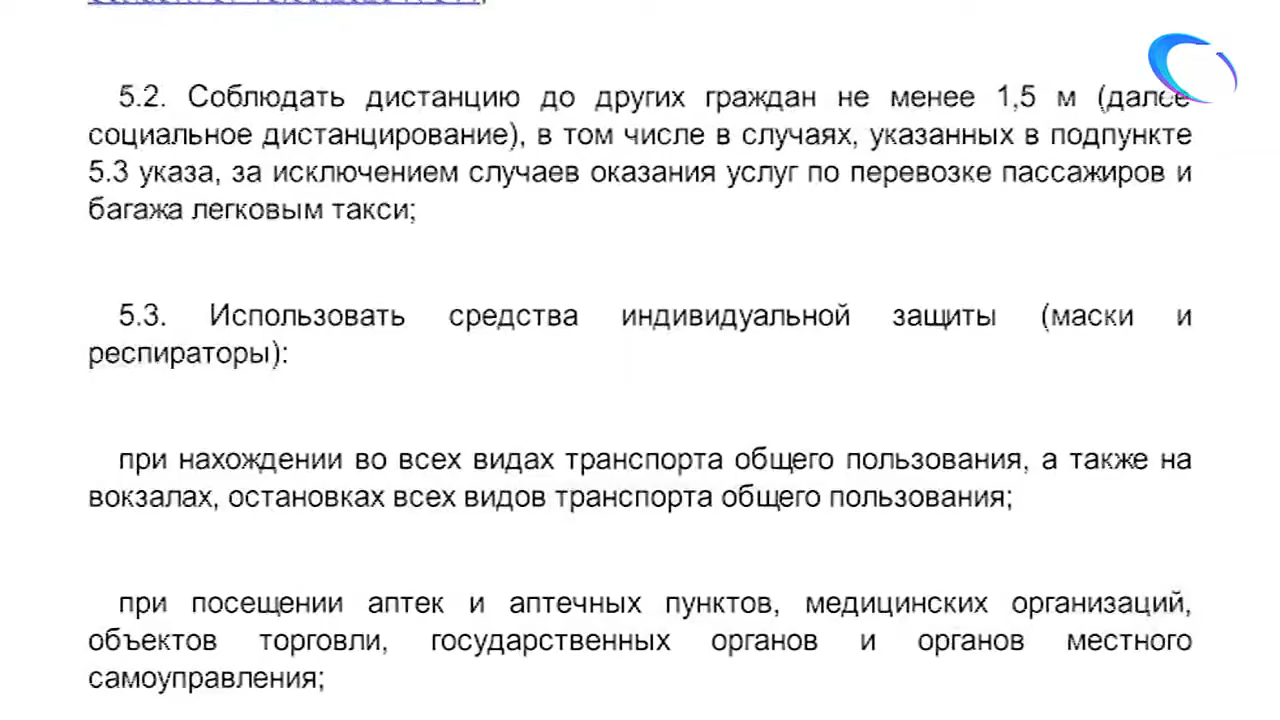 5.2. Соблюдать дистанцию до других граждан не менее 1,5 м (далее
социальное дистанцирование), в том числе в случаях, указанных в подпункте
5.3 указа, за исключением случаев оказания услуг по перевозке пассажиров и
багажа легковым такси;
5.3. Использовать средства индивидуальной защиты (маски и
респираторы):
при нахождении во всех видах транспорта общего пользования, а также на
вокзалах, остановках всех видов транспорта общего пользования;
при посещении аптек и аптечных пунктов, медицинских организаций,
объектов торговли, государственных органов и органов местного
самоуправления;